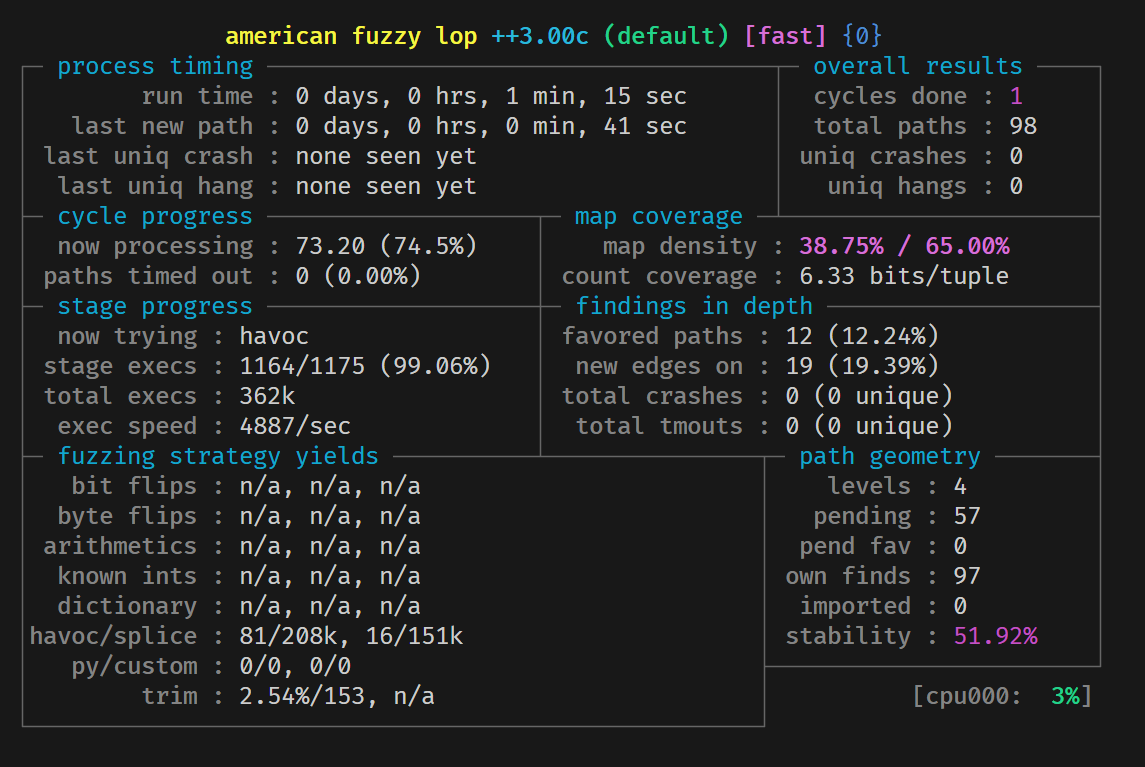 american fuzzy lop ++3.00c (default) [fast] {0}
process timing overall results
run time : 0 days, 0 hrs, 1 min, 15 sec cycles done : 1
last new path : 0 days, 0 hrs, 0 min, 41 sec total paths : 98
last uniq crash : none seen yet uniq crashes : 0
last uniq hang : none seen yet uniq hangs : 0
cycle progress map coverage
now processing : 73.20 (74.5%) map density : 38.75% / 65.00%
paths timed out : 0 (0.00%) count coverage : 6.33 bits/tuple
stage progress findings in depth
now trying : havoc favored paths : 12 (12.24%)
stage execs : 1164/1175 (99.06%) new edges on : 19 (19.39%)
total execs : 362k total crashes : 0 (0 unique)
exec speed : 4887/sec total tmouts : 0 (0 unique)
fuzzing strategy yields path geometry
bit flips : n/a, n/a, n/a levels : 4
byte flips : n/a, n/a, n/a pending : 57
arithmetics : n/a, n/a, n/a pend fav : 0
known ints : n/a, n/a, n/a own finds : 97
dictionary : n/a, n/a, n/a imported : 0
havoc/splice : 81/208k, 16/151k stability : 51.92%
py/custom : 0/0, 0/0
trim : 2.54%/153, n/a [cpu000: 3%]